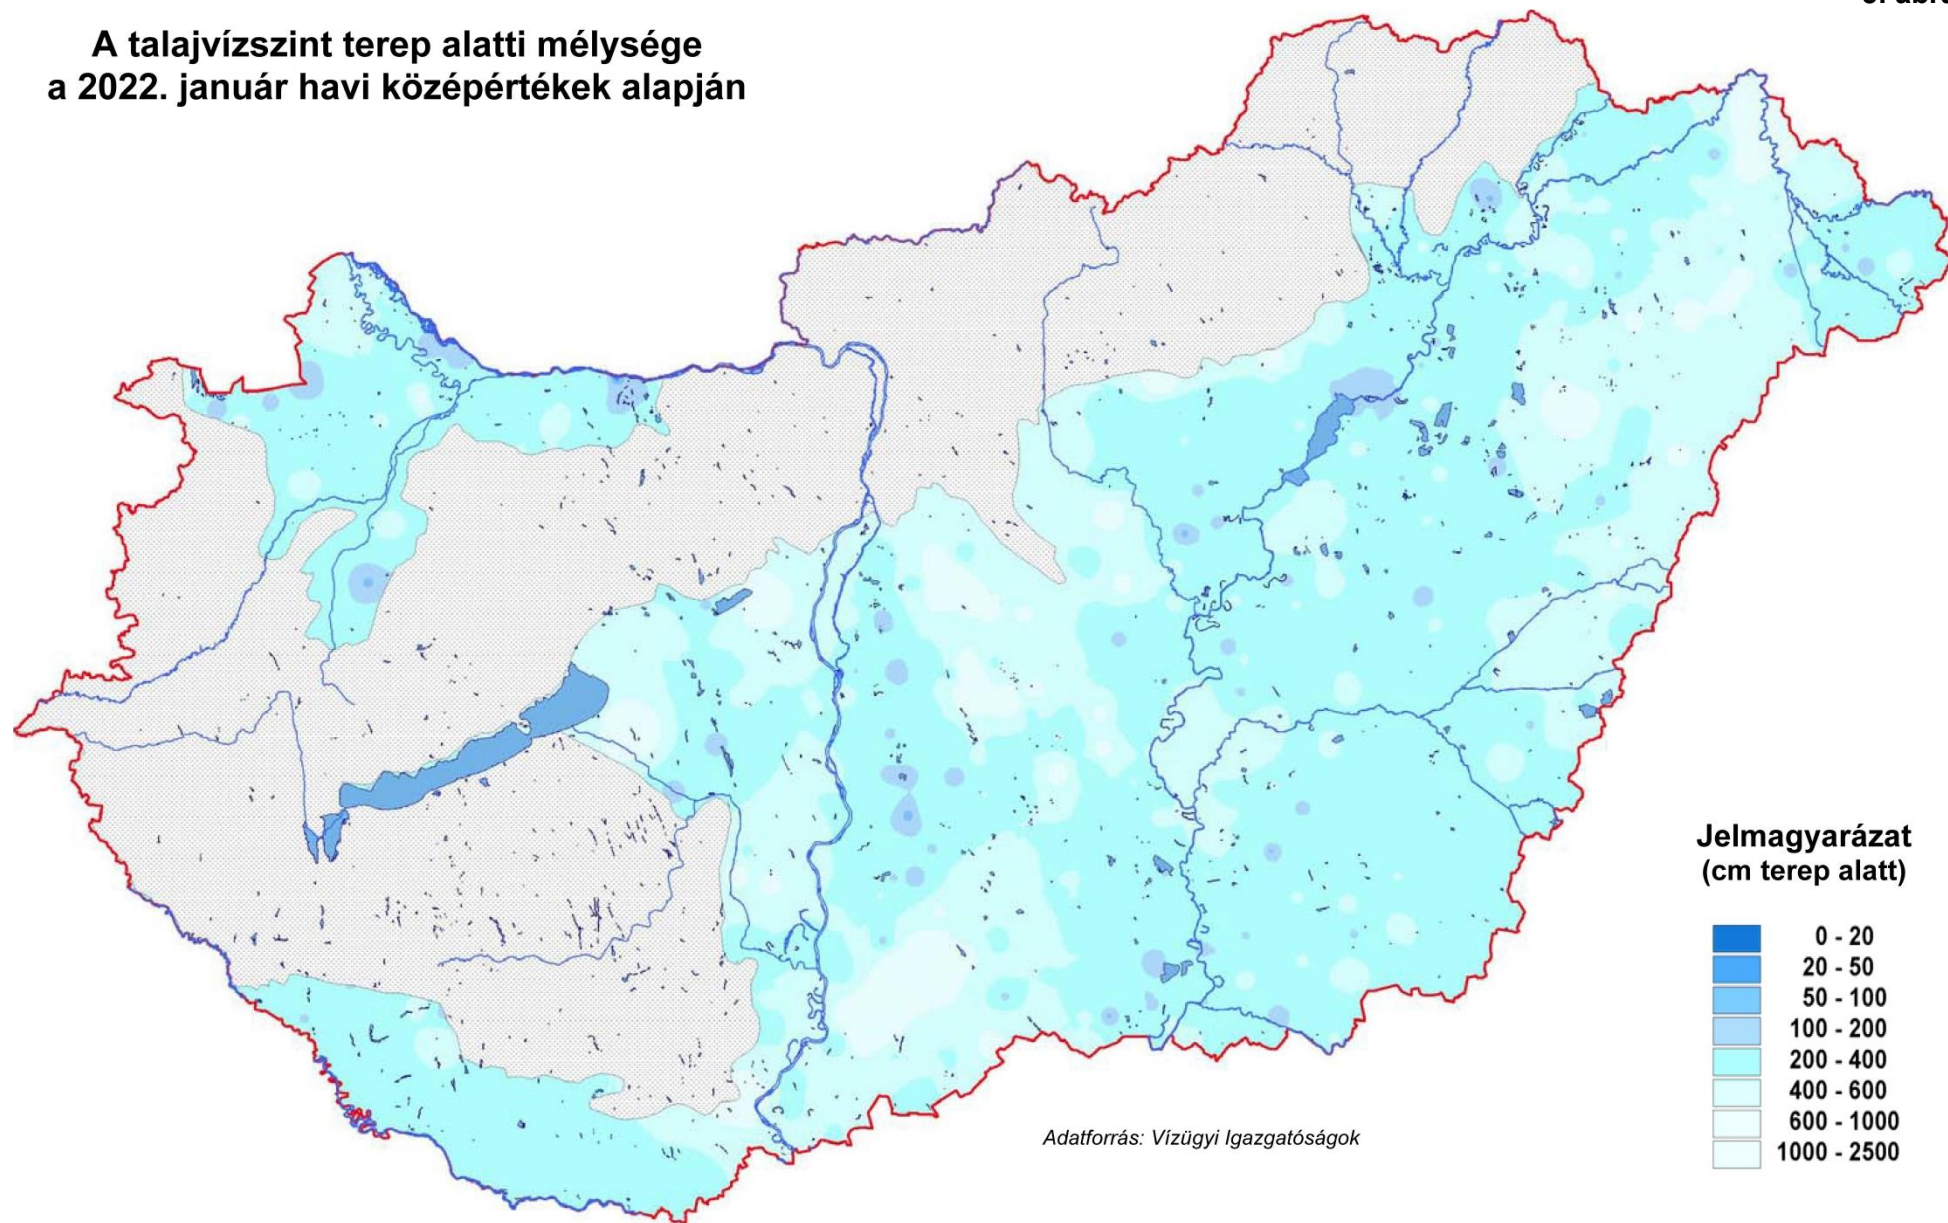 A talajvízszint terep alatti mélysége
a 2022. január havi középértékek alapján
Jelmagyarázat
(cm terep alatt)
0 - 20
20 - 50
50 - 100
100 - 200
200 - 400
400 - 600
600 - 1000
1000 - 2500
Adatforrás: Vízügyi Igazgatóságok